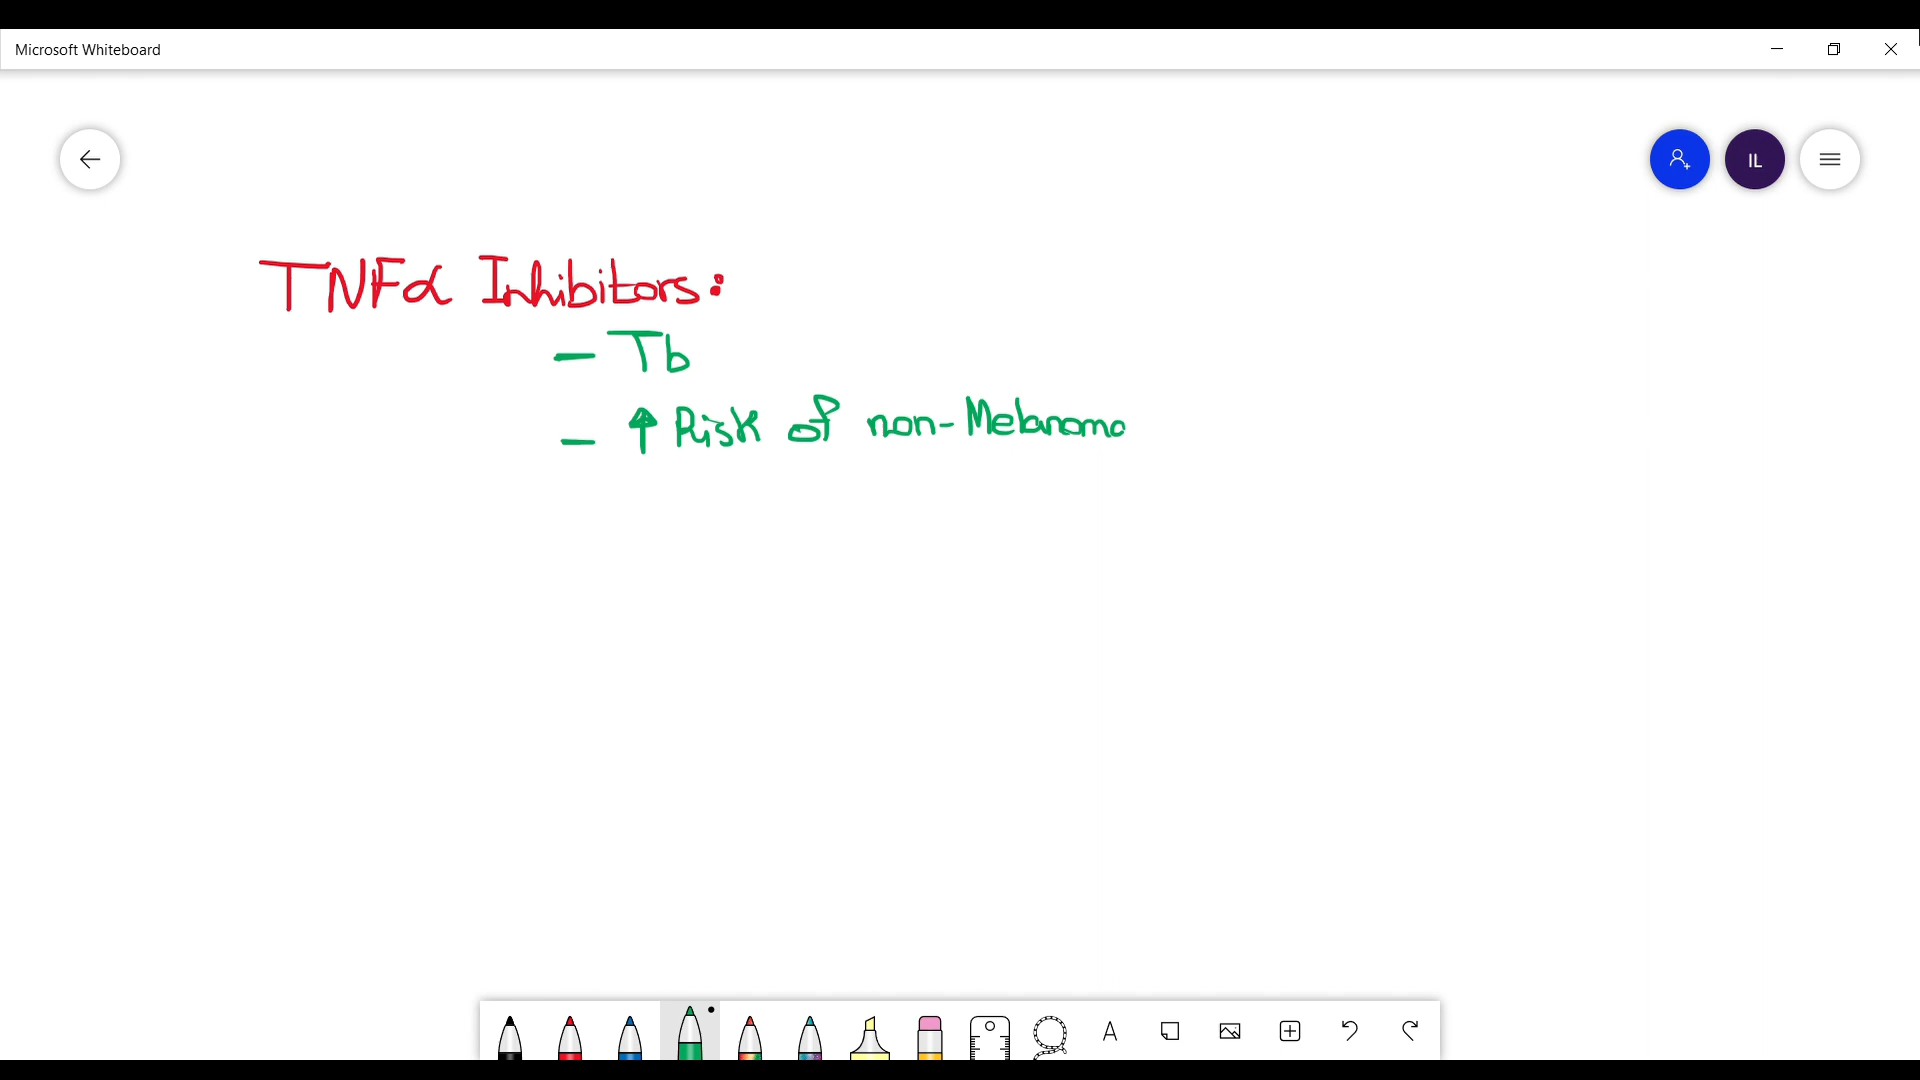 Microsoft Whiteboard
IL
TNFα Inhibitors:
- Tb
- ↑ Risk of non-Melanoma
A